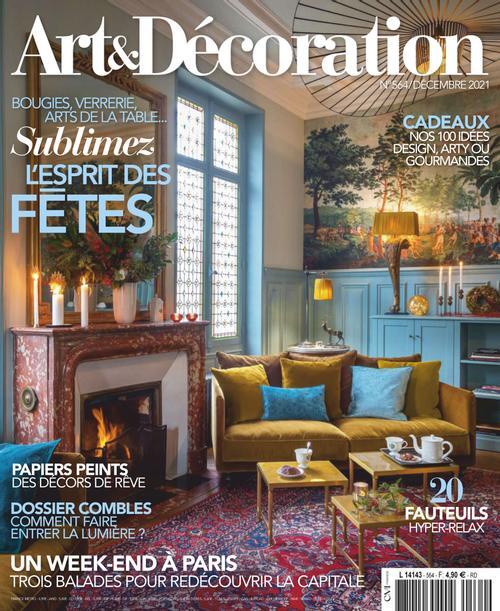 Art&Décoration
N°564/DÉCEMBRE 2021
BOUGIES, VERRERIE,
ARTS DE LA TABLE...
Sublimez
L'ESPRIT DES
FÊTES
CADEAUX
NOS 100 IDÉES
DESIGN, ARTY OU
GOURMANDES
PAPIERS PEINTS
DES DÉCORS DE RÊVE
DOSSIER COMBLES
COMMENT FAIRE
ENTRER LA LUMIÈRE ?
20
FAUTEUILS
HYPER-RELAX
UN WEEK-END À PARIS
TROIS BALADES POUR REDÉCOUVRIR LA CAPITALE
L 14143 - 564 - F: 4,90 € - RD